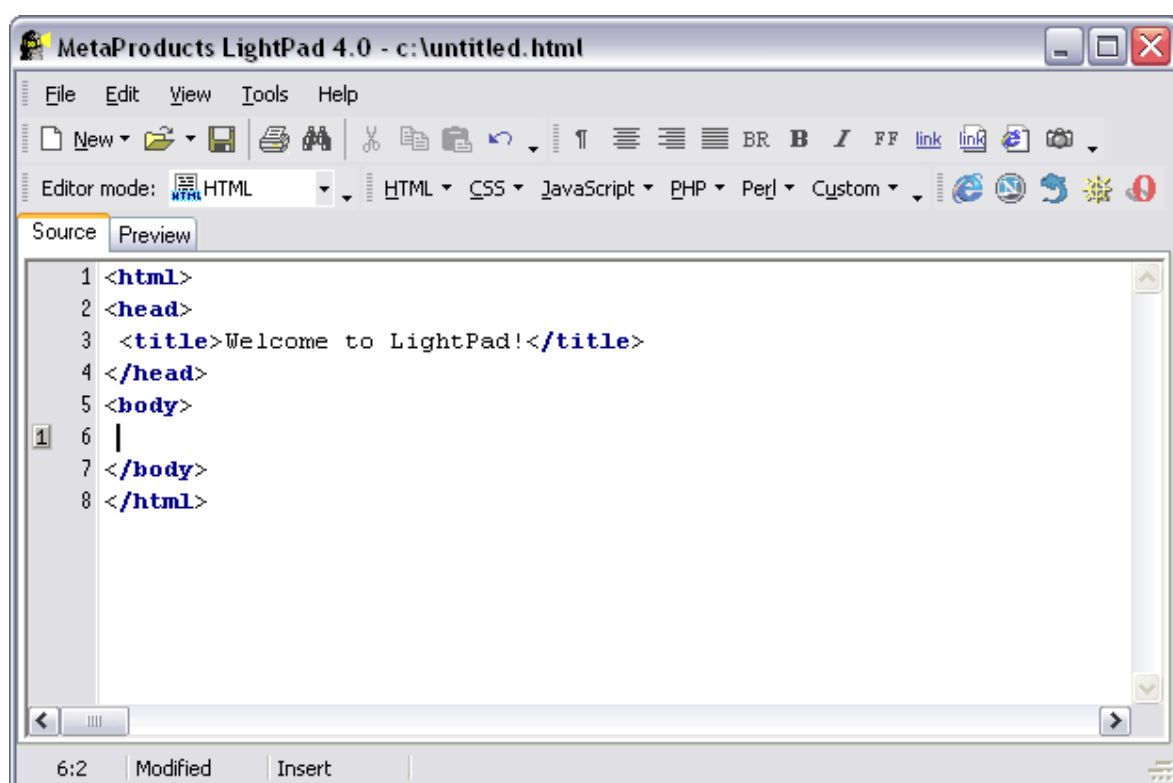 MetaProducts LightPad 4.0 - c:\untitled.html
File Edit View Tools Help
New ¶ BR B I FF link link
Editor mode: HTML HTML CSS JavaScript PHP Perl Custom
Source Preview
1 <html>
2 <head>
3  <title>Welcome to LightPad!</title>
4 </head>
5 <body>
1 6
7 </body>
8 </html>
6:2 Modified Insert